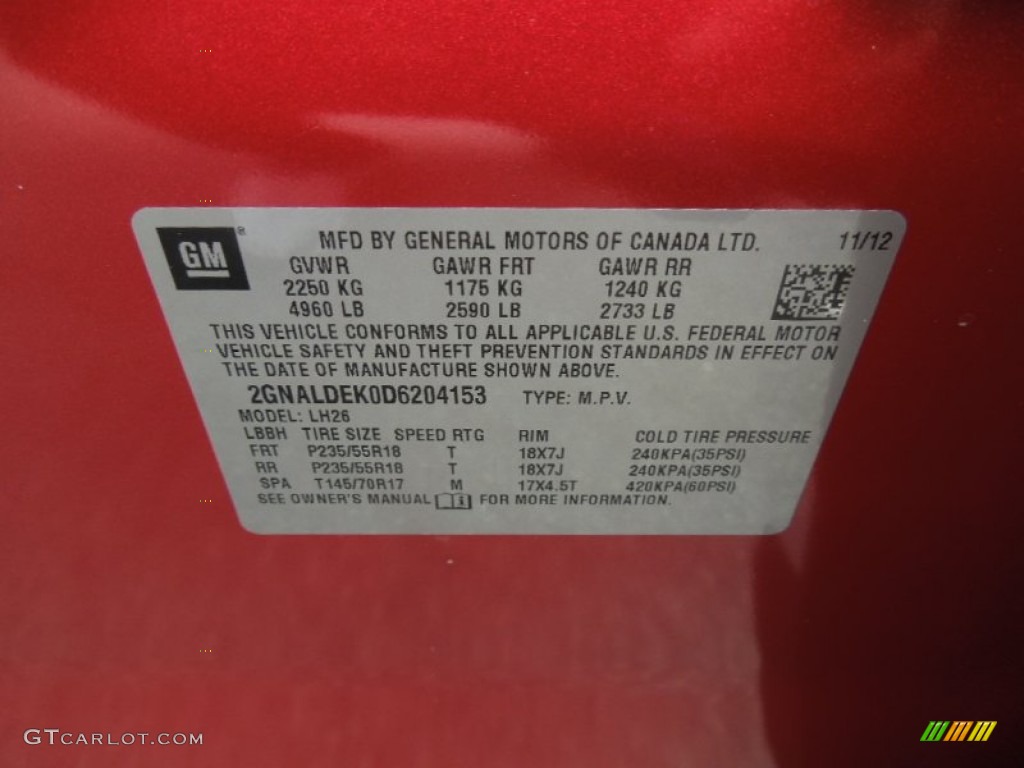 GM®
MFD BY GENERAL MOTORS OF CANADA LTD. 11/12
GVWR GAWR FRT GAWR RR
2250 KG 1175 KG 1240 KG
4960 LB 2590 LB 2733 LB
THIS VEHICLE CONFORMS TO ALL APPLICABLE U.S. FEDERAL MOTOR
VEHICLE SAFETY AND THEFT PREVENTION STANDARDS IN EFFECT ON
THE DATE OF MANUFACTURE SHOWN ABOVE.
2GNALDEK0D6204153 TYPE: M.P.V.
MODEL: LH26
LBBH TIRE SIZE SPEED RTG RIM COLD TIRE PRESSURE
FRT P235/55R18 T 18X7J 240KPA(35PSI)
RR P235/55R18 T 18X7J 240KPA(35PSI)
SPA T145/70R17 M 17X4.5T 420KPA(60PSI)
SEE OWNER'S MANUAL FOR MORE INFORMATION.
GTCARLOT.COM